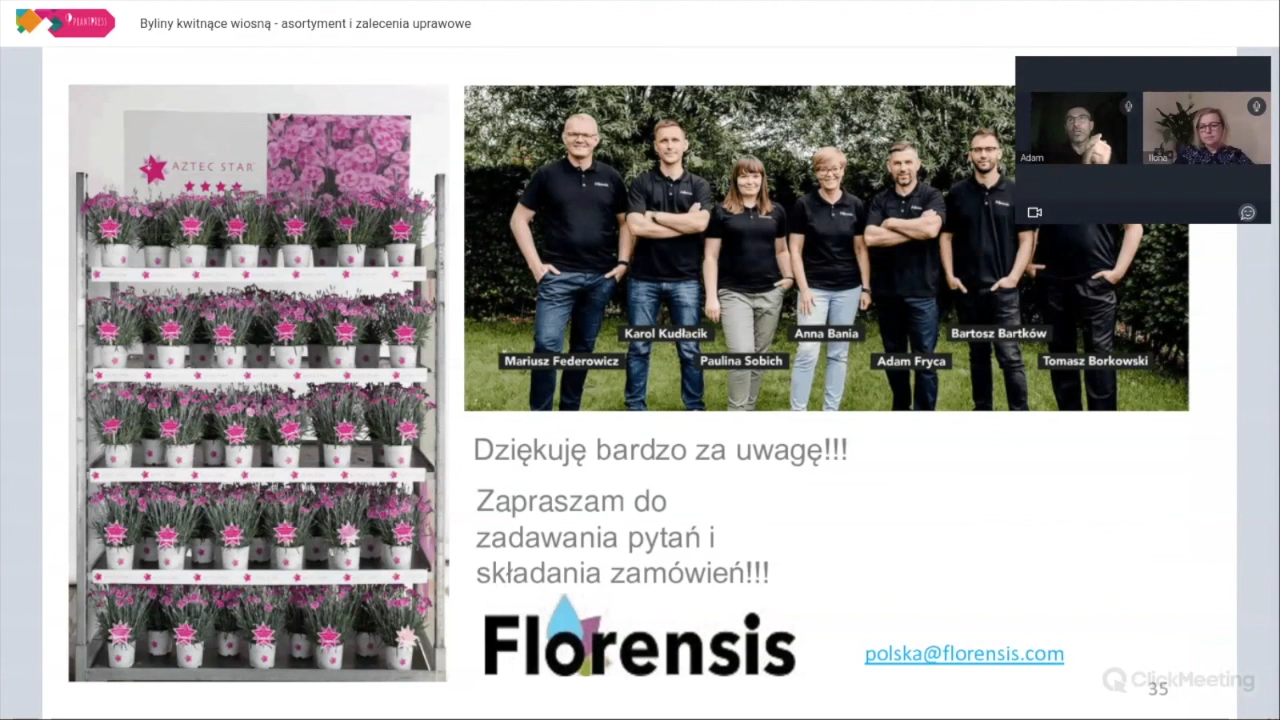 PLANTPRESS
Byliny kwitnące wiosną - asortyment i zalecenia uprawowe
AZTEC STAR
Adam
Ilona
Karol Kudłacik
Anna Bania
Bartosz Bartków
Mariusz Federowicz
Paulina Sobich
Adam Fryca
Tomasz Borkowski
Dziękuję bardzo za uwagę!!!
Zapraszam do
zadawania pytań i
składania zamówień!!!
Florensis
polska@florensis.com
ClickMeeting
35